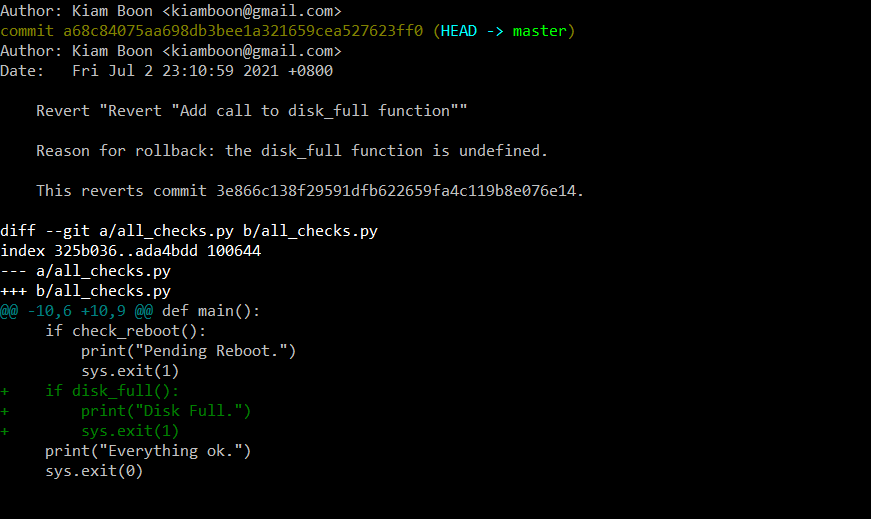 Author: Kiam Boon <kiamboon@gmail.com>
commit a68c84075aa698db3bee1a321659cea527623ff0 (HEAD -> master)
Author: Kiam Boon <kiamboon@gmail.com>
Date:   Fri Jul 2 23:10:59 2021 +0800

    Revert "Revert "Add call to disk_full function""

    Reason for rollback: the disk_full function is undefined.

    This reverts commit 3e866c138f29591dfb622659fa4c119b8e076e14.

diff --git a/all_checks.py b/all_checks.py
index 325b036..ada4bdd 100644
--- a/all_checks.py
+++ b/all_checks.py
@@ -10,6 +10,9 @@ def main():
     if check_reboot():
         print("Pending Reboot.")
         sys.exit(1)
+    if disk_full():
+        print("Disk Full.")
+        sys.exit(1)
     print("Everything ok.")
     sys.exit(0)